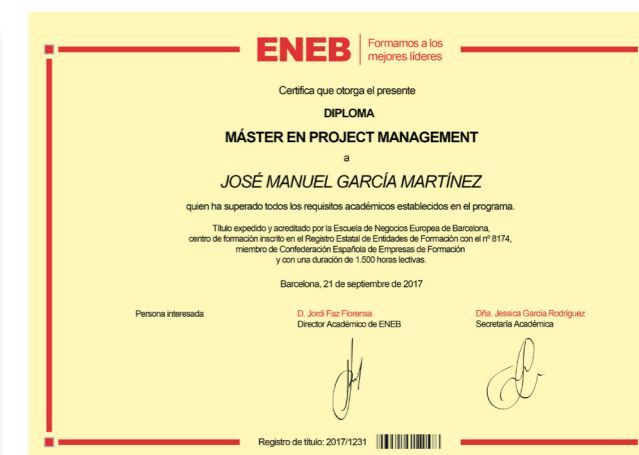 ENEB
Formamos a los
mejores líderes
Certifica que otorga el presente
DIPLOMA
MÁSTER EN PROJECT MANAGEMENT
a
JOSÉ MANUEL GARCÍA MARTÍNEZ
quien ha superado todos los requisitos académicos establecidos en el programa.
Título expedido y acreditado por la Escuela de Negocios Europea de Barcelona,
centro de formación inscrito en el Registro Estatal de Entidades de Formación con el nº 8174,
miembro de Confederación Española de Empresas de Formación
y con una duración de 1.500 horas lectivas.
Barcelona, 21 de septiembre de 2017
Persona interesada
D. Jordi Faz Florensa
Director Académico de ENEB
Dña. Jessica García Rodríguez
Secretaría Académica
Registro de título: 2017/1231